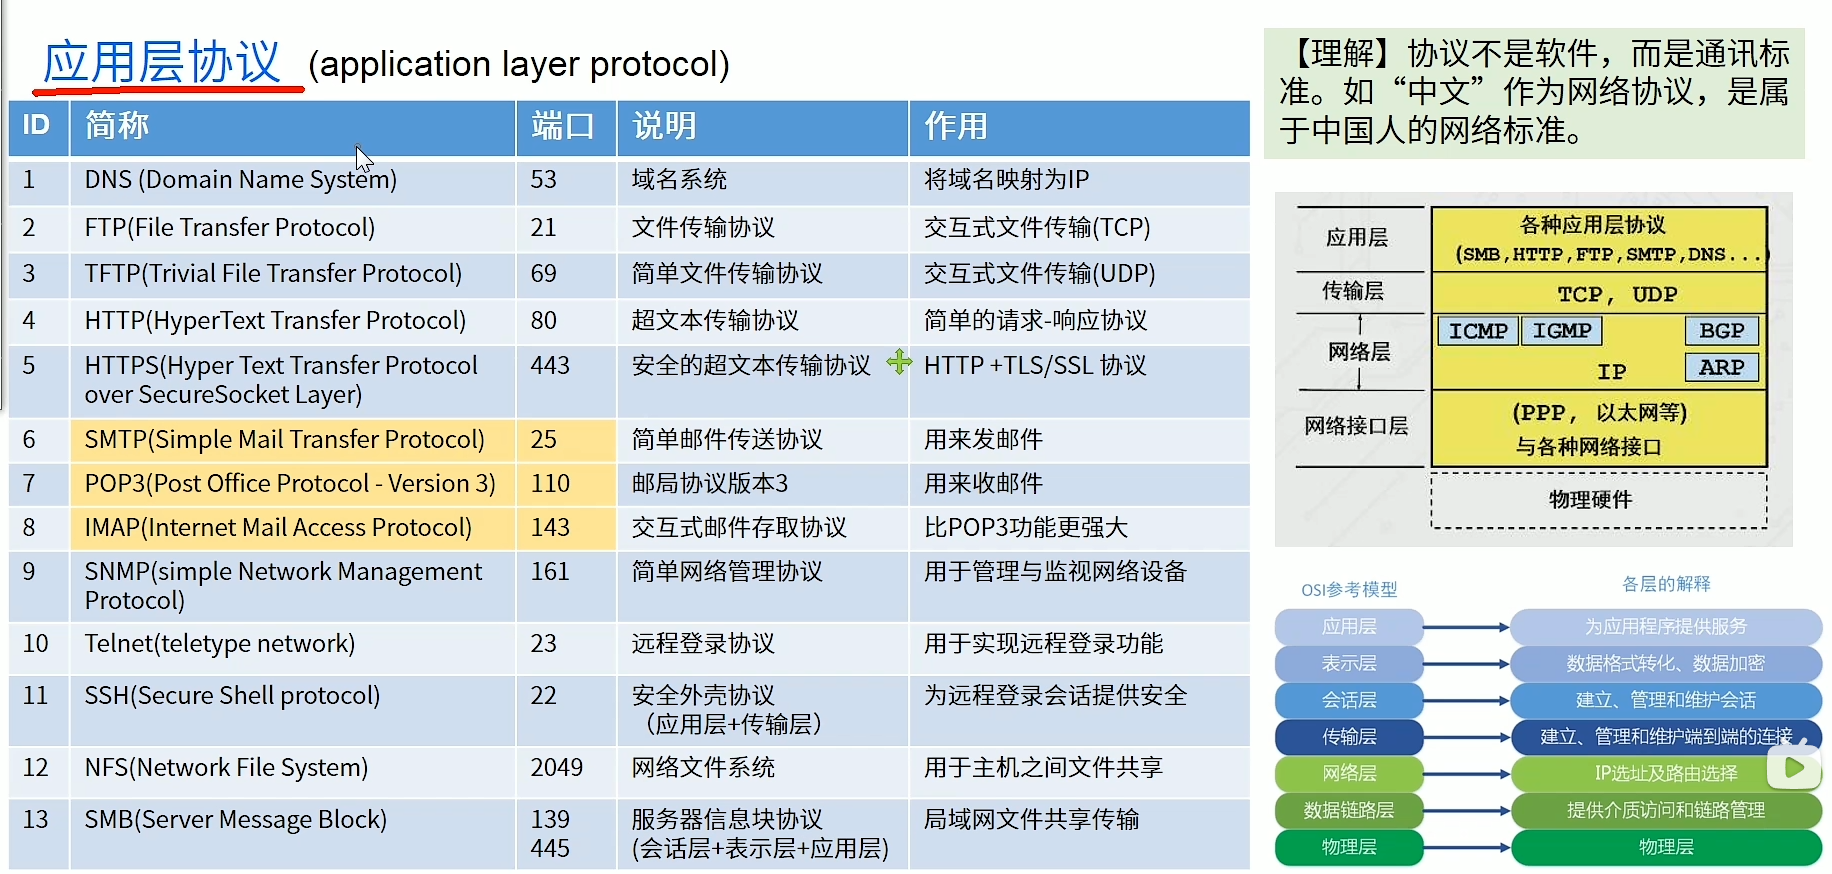 应用层协议 (application layer protocol)
ID 简称 端口 说明 作用
1 DNS (Domain Name System) 53 域名系统 将域名映射为IP
2 FTP(File Transfer Protocol) 21 文件传输协议 交互式文件传输(TCP)
3 TFTP(Trivial File Transfer Protocol) 69 简单文件传输协议 交互式文件传输(UDP)
4 HTTP(HyperText Transfer Protocol) 80 超文本传输协议 简单的请求-响应协议
5 HTTPS(Hyper Text Transfer Protocol 443 安全的超文本传输协议 HTTP +TLS/SSL 协议
over SecureSocket Layer)
6 SMTP(Simple Mail Transfer Protocol) 25 简单邮件传送协议 用来发邮件
7 POP3(Post Office Protocol - Version 3) 110 邮局协议版本3 用来收邮件
8 IMAP(Internet Mail Access Protocol) 143 交互式邮件存取协议 比POP3功能更强大
9 SNMP(simple Network Management 161 简单网络管理协议 用于管理与监视网络设备
Protocol)
10 Telnet(teletype network) 23 远程登录协议 用于实现远程登录功能
11 SSH(Secure Shell protocol) 22 安全外壳协议 为远程登录会话提供安全
（应用层+传输层）
12 NFS(Network File System) 2049 网络文件系统 用于主机之间文件共享
13 SMB(Server Message Block) 139 服务器信息块协议 局域网文件共享传输
445 (会话层+表示层+应用层)
【理解】协议不是软件，而是通讯标
准。如“中文”作为网络协议，是属
于中国人的网络标准。
应用层 各种应用层协议
(SMB,HTTP,FTP,SMTP,DNS...)
传输层 TCP, UDP
ICMP IGMP BGP
网络层
IP ARP
网络接口层 (PPP, 以太网等)
与各种网络接口
物理硬件
OSI参考模型 各层的解释
应用层 为应用程序提供服务
表示层 数据格式转化、数据加密
会话层 建立、管理和维护会话
传输层 建立、管理和维护端到端的连接
网络层 IP选址及路由选择
数据链路层 提供介质访问和链路管理
物理层 物理层